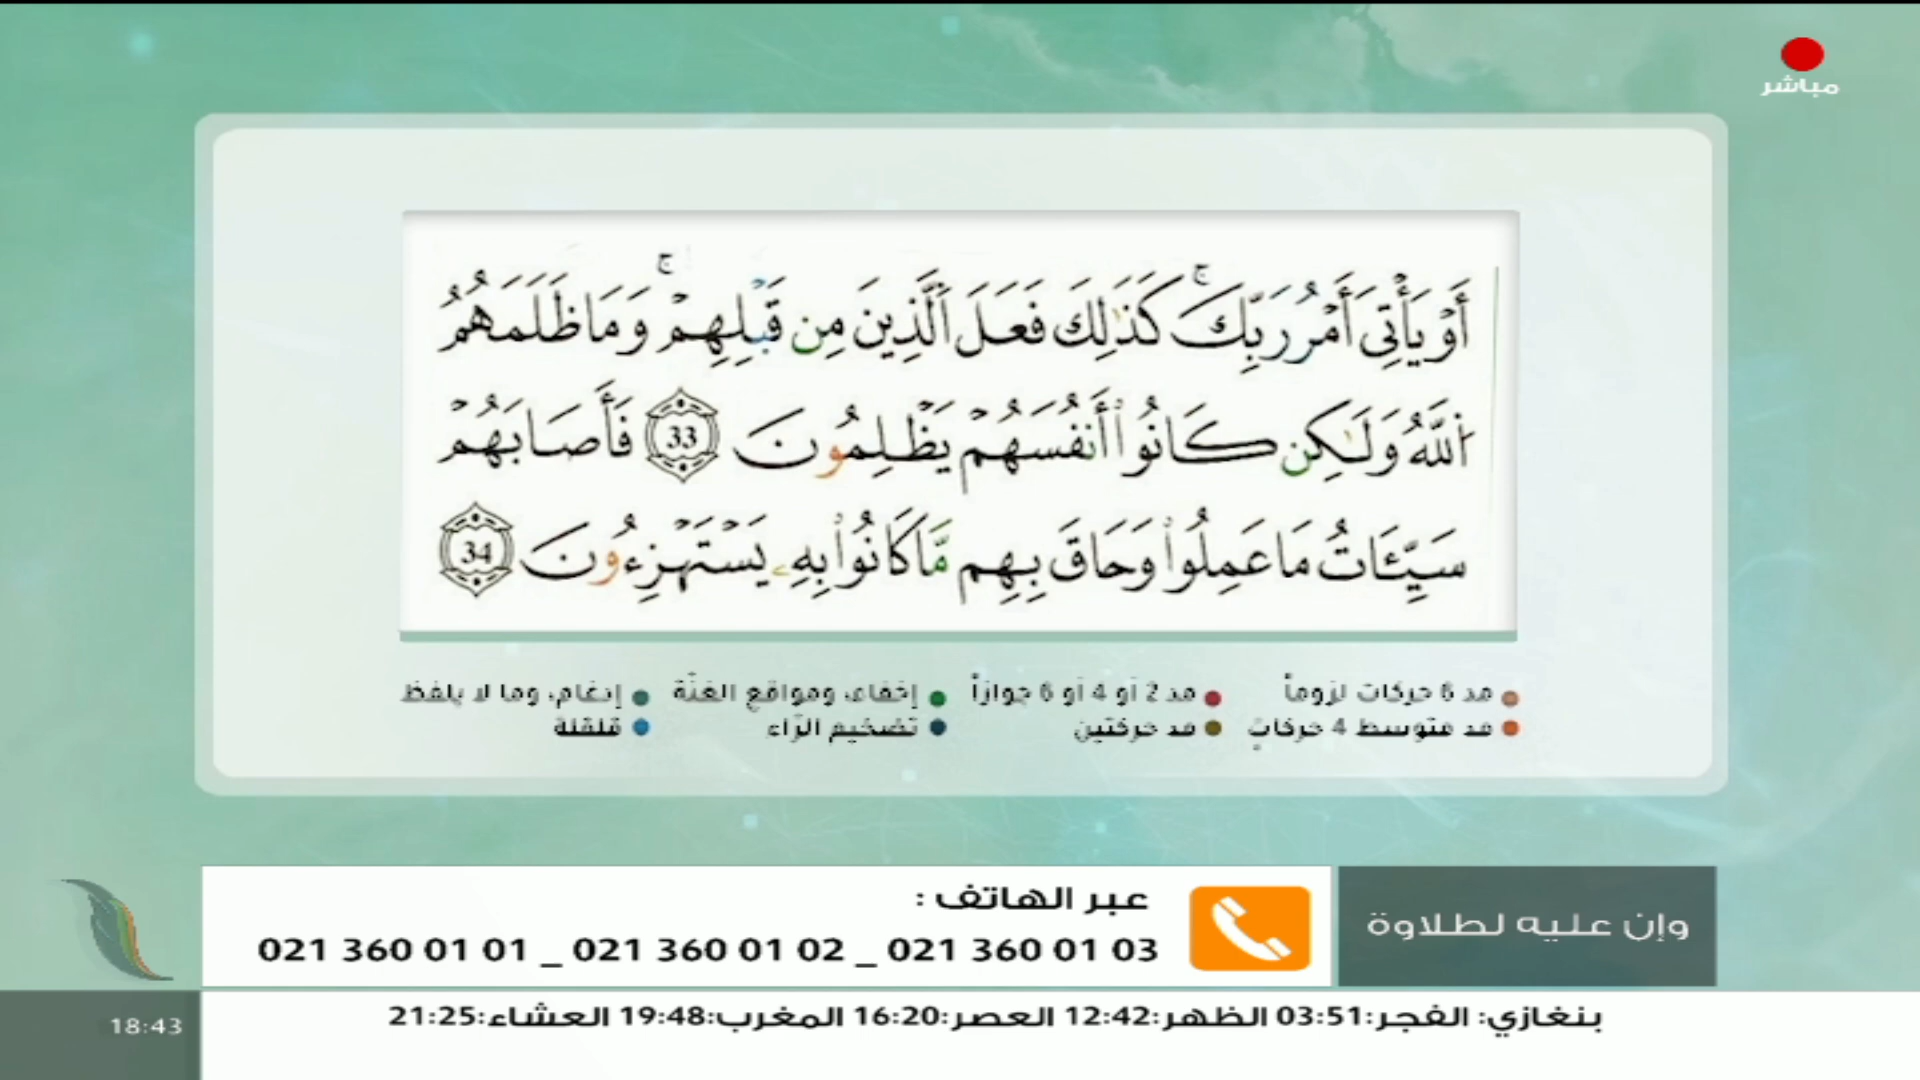 مباشر
أَوْ يَأْتِيَ أَمْرُ رَبِّكَ ۚ كَذَٰلِكَ فَعَلَ ٱلَّذِينَ مِن قَبْلِهِمْ ۚ وَمَا ظَلَمَهُمُ
ٱللَّهُ وَلَـٰكِن كَانُوٓا۟ أَنفُسَهُمْ يَظْلِمُونَ 33 فَأَصَابَهُمْ
سَيِّـَٔاتُ مَا عَمِلُوا۟ وَحَاقَ بِهِم مَّا كَانُوا۟ بِهِۦ يَسْتَهْزِءُونَ 34
مد 6 حركات لزوماً مد 2 أو 4 أو 6 جوازاً إخفاء، ومواقع الغنّة إدغام، وما لا يلفظ
مد متوسط 4 حركات مد حركتين تضخيم الرّاء قلقلة
وإن عليه لطلاوة
عبر الهاتف :
021 360 01 01 _ 021 360 01 02 _ 021 360 01 03
بنغازي: الفجر:03:51 الظهر:12:42 العصر:16:20 المغرب:19:48 العشاء:21:25
18:43